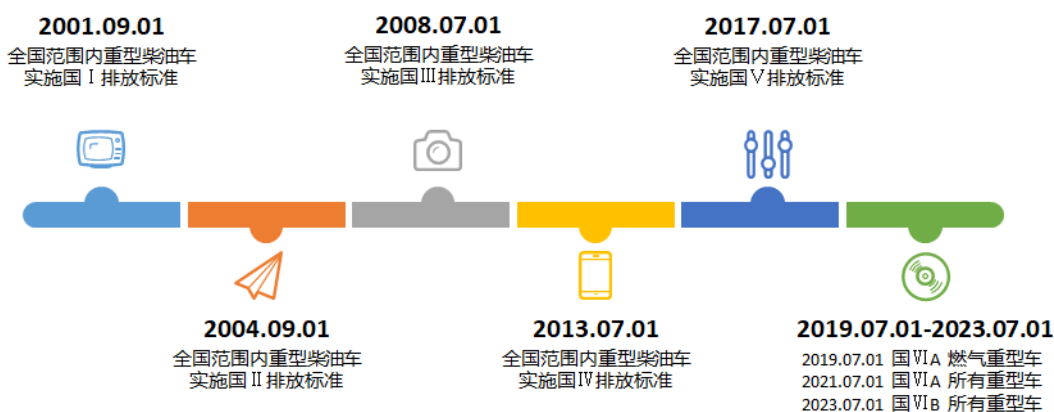 2001.09.01
全国范围内重型柴油车
实施国Ⅰ排放标准
2008.07.01
全国范围内重型柴油车
实施国Ⅲ排放标准
2017.07.01
全国范围内重型柴油车
实施国Ⅴ排放标准
2004.09.01
全国范围内重型柴油车
实施国Ⅱ排放标准
2013.07.01
全国范围内重型柴油车
实施国Ⅳ排放标准
2019.07.01-2023.07.01
2019.07.01 国ⅥA 燃气重型车
2021.07.01 国ⅥA 所有重型车
2023.07.01 国ⅥB 所有重型车